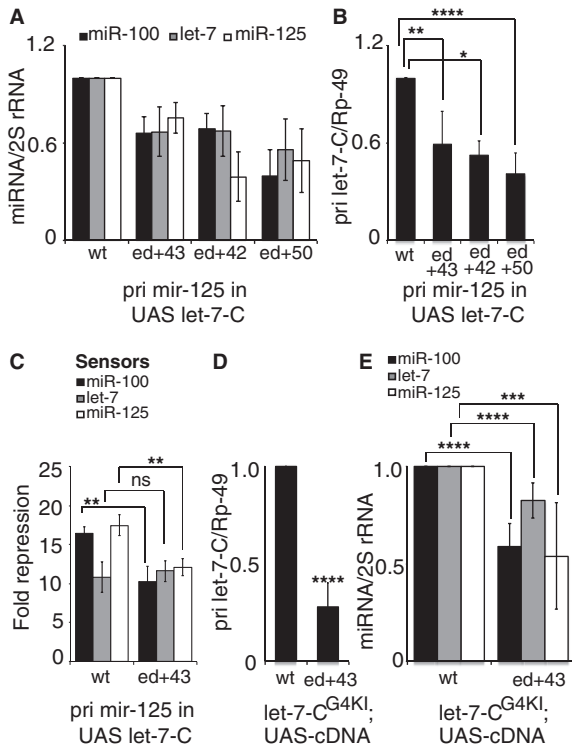 A
miR-100 let-7 miR-125
miRNA/2S rRNA
1.2
0.6
0
wt ed+43 ed+42 ed+50
pri mir-125 in
UAS let-7-C
B
****
**
*
pri let-7-C/Rp-49
1.2
0.6
0
wt ed ed ed
+43 +42 +50
pri mir-125 in
UAS let-7-C
C
Sensors
miR-100
let-7
miR-125
**
ns
**
Fold repression
25
20
15
10
5
0
wt ed+43
pri mir-125 in
UAS let-7-C
D
pri let-7-C/Rp-49
1.0
0.5
0
****
wt ed+43
let-7-C^G4KI;
UAS-cDNA
E
miR-100
let-7
miR-125
***
****
****
miRNA/2S rRNA
1.0
0.5
0
wt ed+43
let-7-C^G4KI;
UAS-cDNA